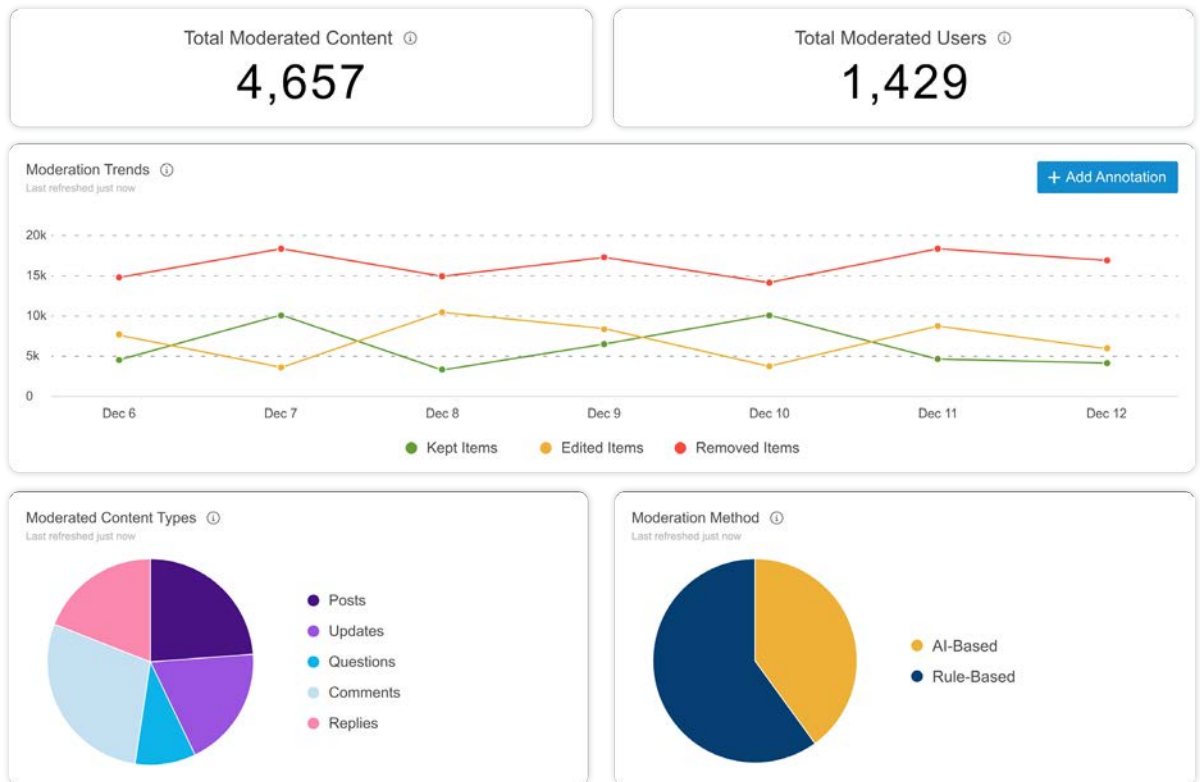 Total Moderated Content
4,657
Total Moderated Users
1,429
Moderation Trends
Last refreshed just now
+ Add Annotation
20k
15k
10k
5k
0
Dec 6 Dec 7 Dec 8 Dec 9 Dec 10 Dec 11 Dec 12
Kept Items Edited Items Removed Items
Moderated Content Types
Last refreshed just now
Posts
Updates
Questions
Comments
Replies
Moderation Method
Last refreshed just now
AI-Based
Rule-Based